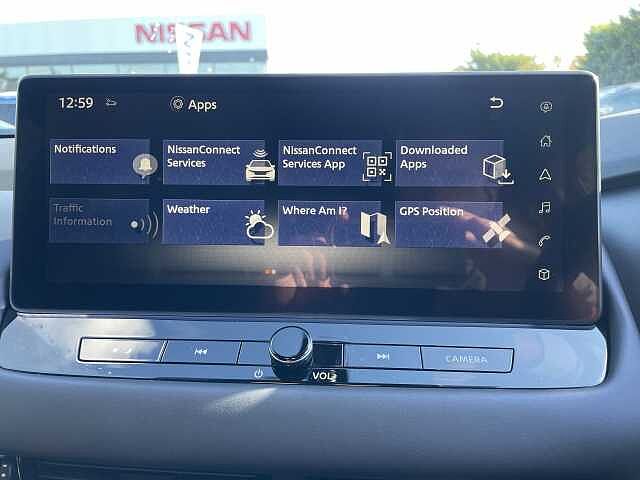 NISSAN
12:59
Apps
Notifications
NissanConnect
Services
NissanConnect
Services App
Downloaded
Apps
Traffic
Information
Weather
Where Am I?
GPS Position
CAMERA
VOL